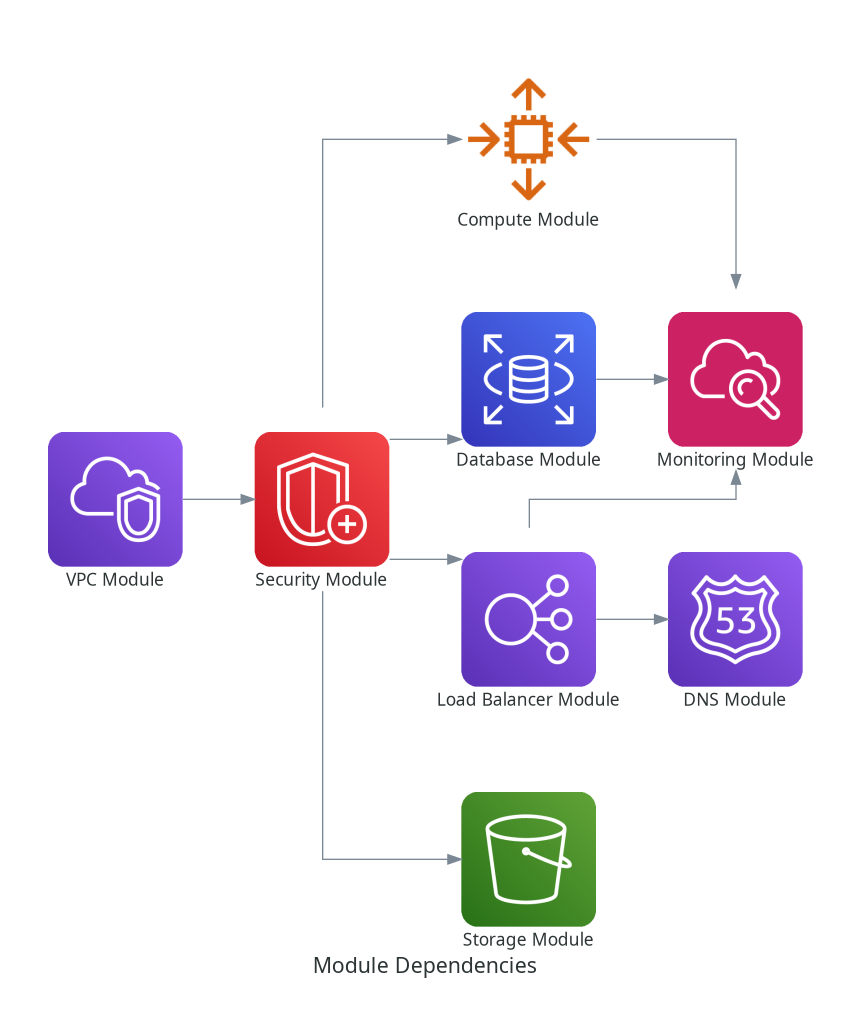 Compute Module
Database Module
Monitoring Module
VPC Module
Security Module
53
Load Balancer Module
DNS Module
Storage Module
Module Dependencies